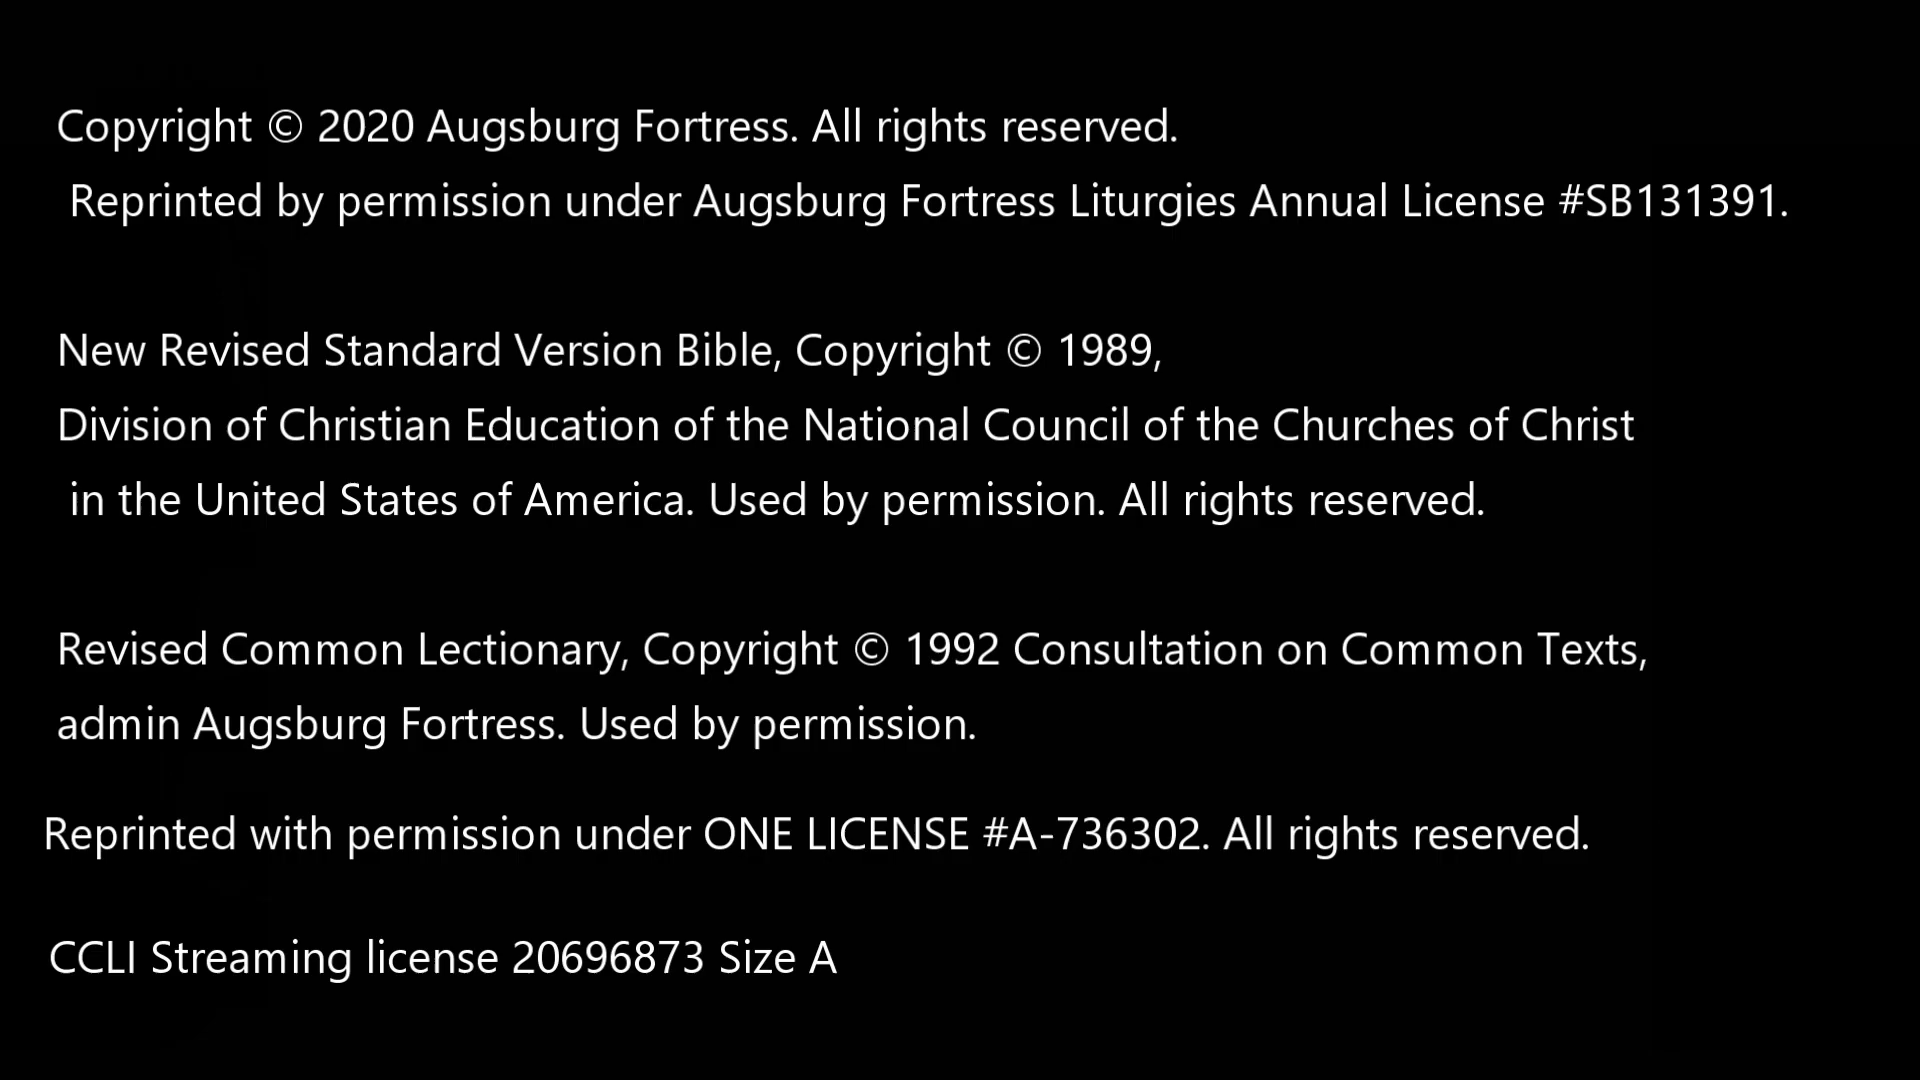 Copyright © 2020 Augsburg Fortress. All rights reserved.
Reprinted by permission under Augsburg Fortress Liturgies Annual License #SB131391.
New Revised Standard Version Bible, Copyright © 1989,
Division of Christian Education of the National Council of the Churches of Christ
in the United States of America. Used by permission. All rights reserved.
Revised Common Lectionary, Copyright © 1992 Consultation on Common Texts,
admin Augsburg Fortress. Used by permission.
Reprinted with permission under ONE LICENSE #A-736302. All rights reserved.
CCLI Streaming license 20696873 Size A